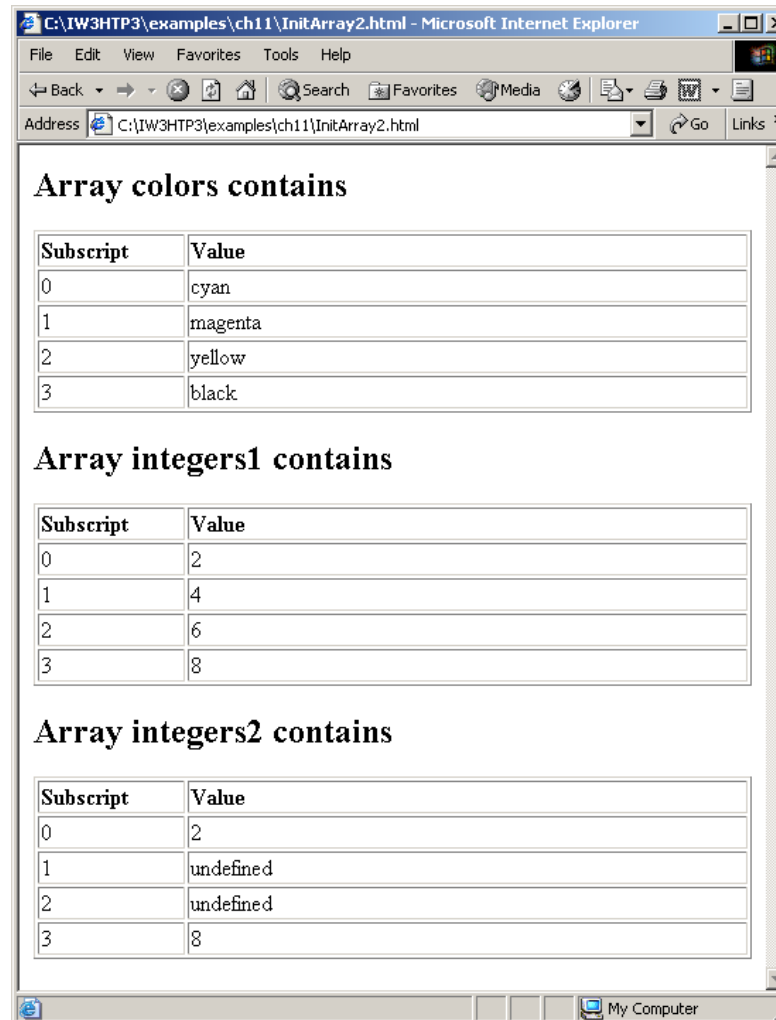 C:\IW3HTP3\examples\ch11\InitArray2.html - Microsoft Internet Explorer
File Edit View Favorites Tools Help
Back Search Favorites Media
Address C:\IW3HTP3\examples\ch11\InitArray2.html Go Links
Array colors contains
Subscript Value
0 cyan
1 magenta
2 yellow
3 black
Array integers1 contains
Subscript Value
0 2
1 4
2 6
3 8
Array integers2 contains
Subscript Value
0 2
1 undefined
2 undefined
3 8
My Computer